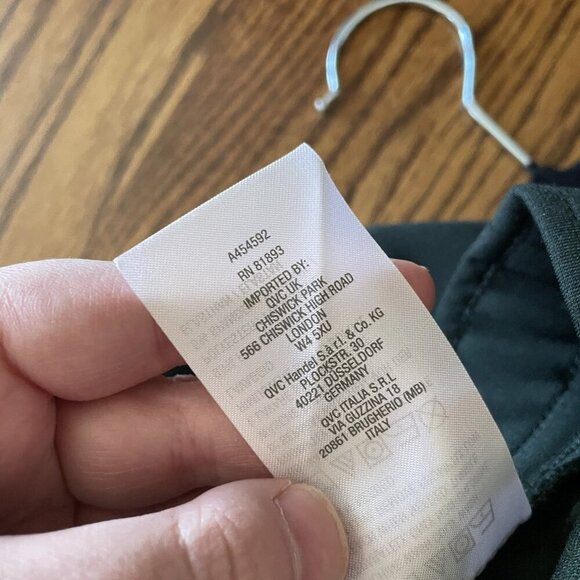 A454592
RN 81893
IMPORTED BY:
QVC UK
CHISWICK PARK
566 CHISWICK HIGH ROAD
LONDON
W4 5XU
QVC Handel S.à r.l. & Co. KG
PLOCKSTR. 30
40221 DÜSSELDORF
GERMANY
QVC ITALIA S.R.L.
VIA GUZZINA 18
20861 BRUGHERIO (MB)
ITALY